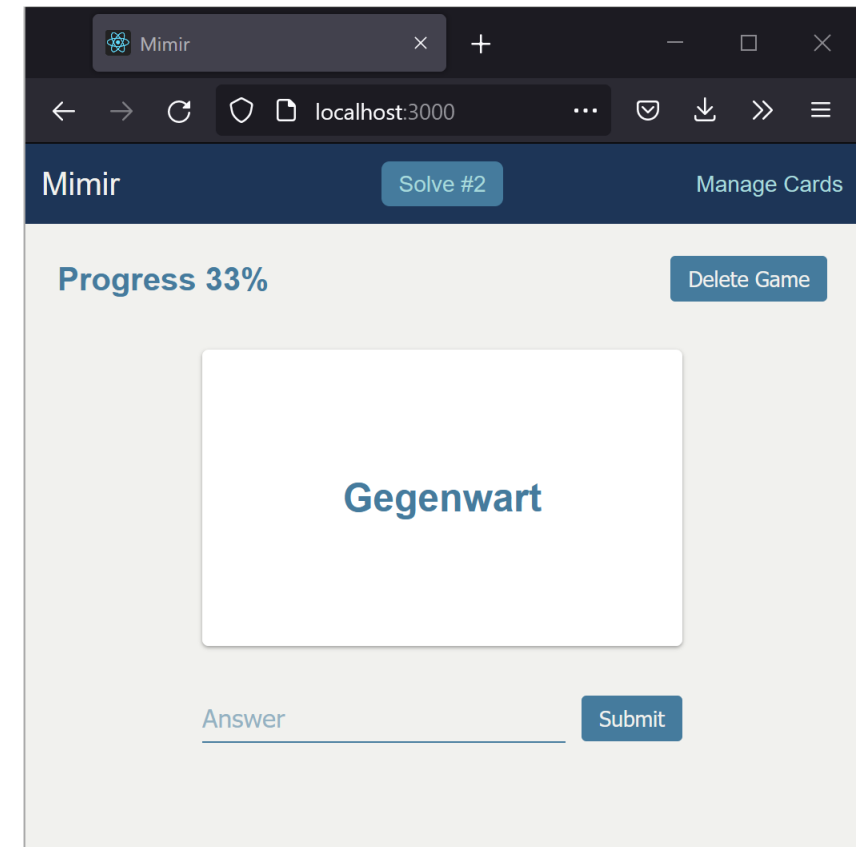 Mimir
localhost:3000
Mimir Solve #2 Manage Cards
Progress 33% Delete Game
Gegenwart
Answer Submit